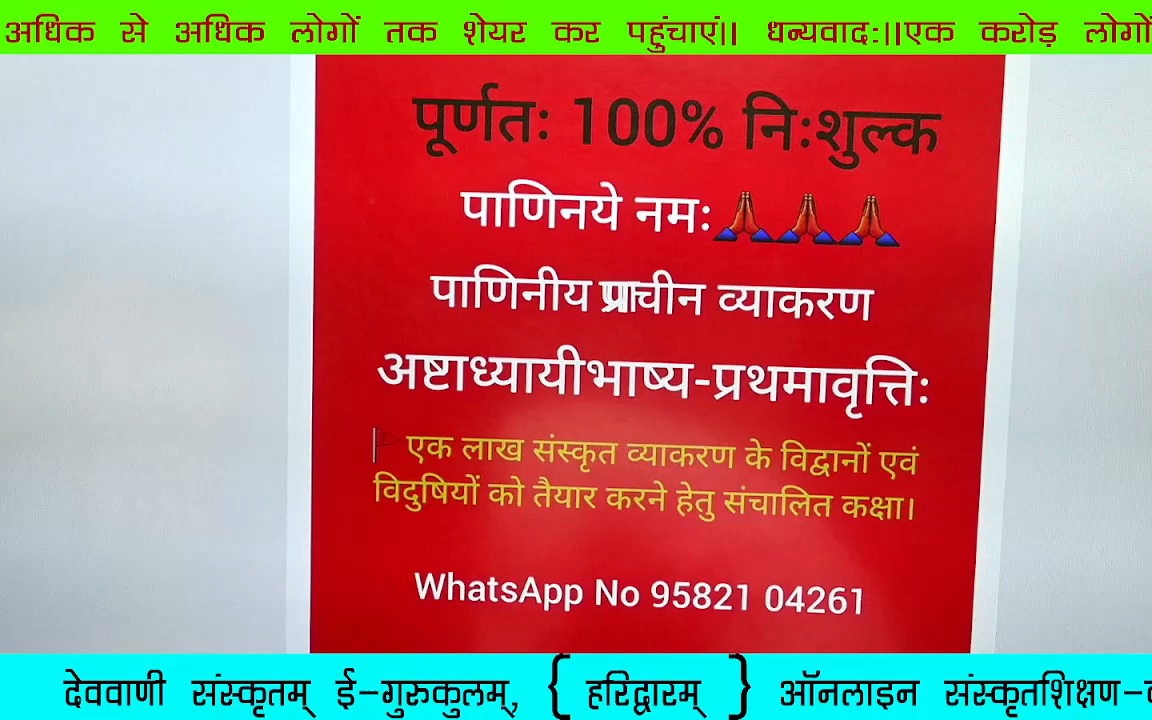 अधिक से अधिक लोगों तक शेयर कर पहुंचाएं।। धन्यवादः।।एक करोड़ लोगों
पूर्णतः 100% निःशुल्क
पाणिनये नमः🙏🙏🙏
पाणिनीय प्राचीन व्याकरण
अष्टाध्यायीभाष्य-प्रथमावृत्तिः
एक लाख संस्कृत व्याकरण के विद्वानों एवं
विदुषियों को तैयार करने हेतु संचालित कक्षा।
WhatsApp No 95821 04261
देववाणी संस्कृतम् ई-गुरुकुलम्, { हरिद्वारम् } ऑनलाइन संस्कृतशिक्षण-